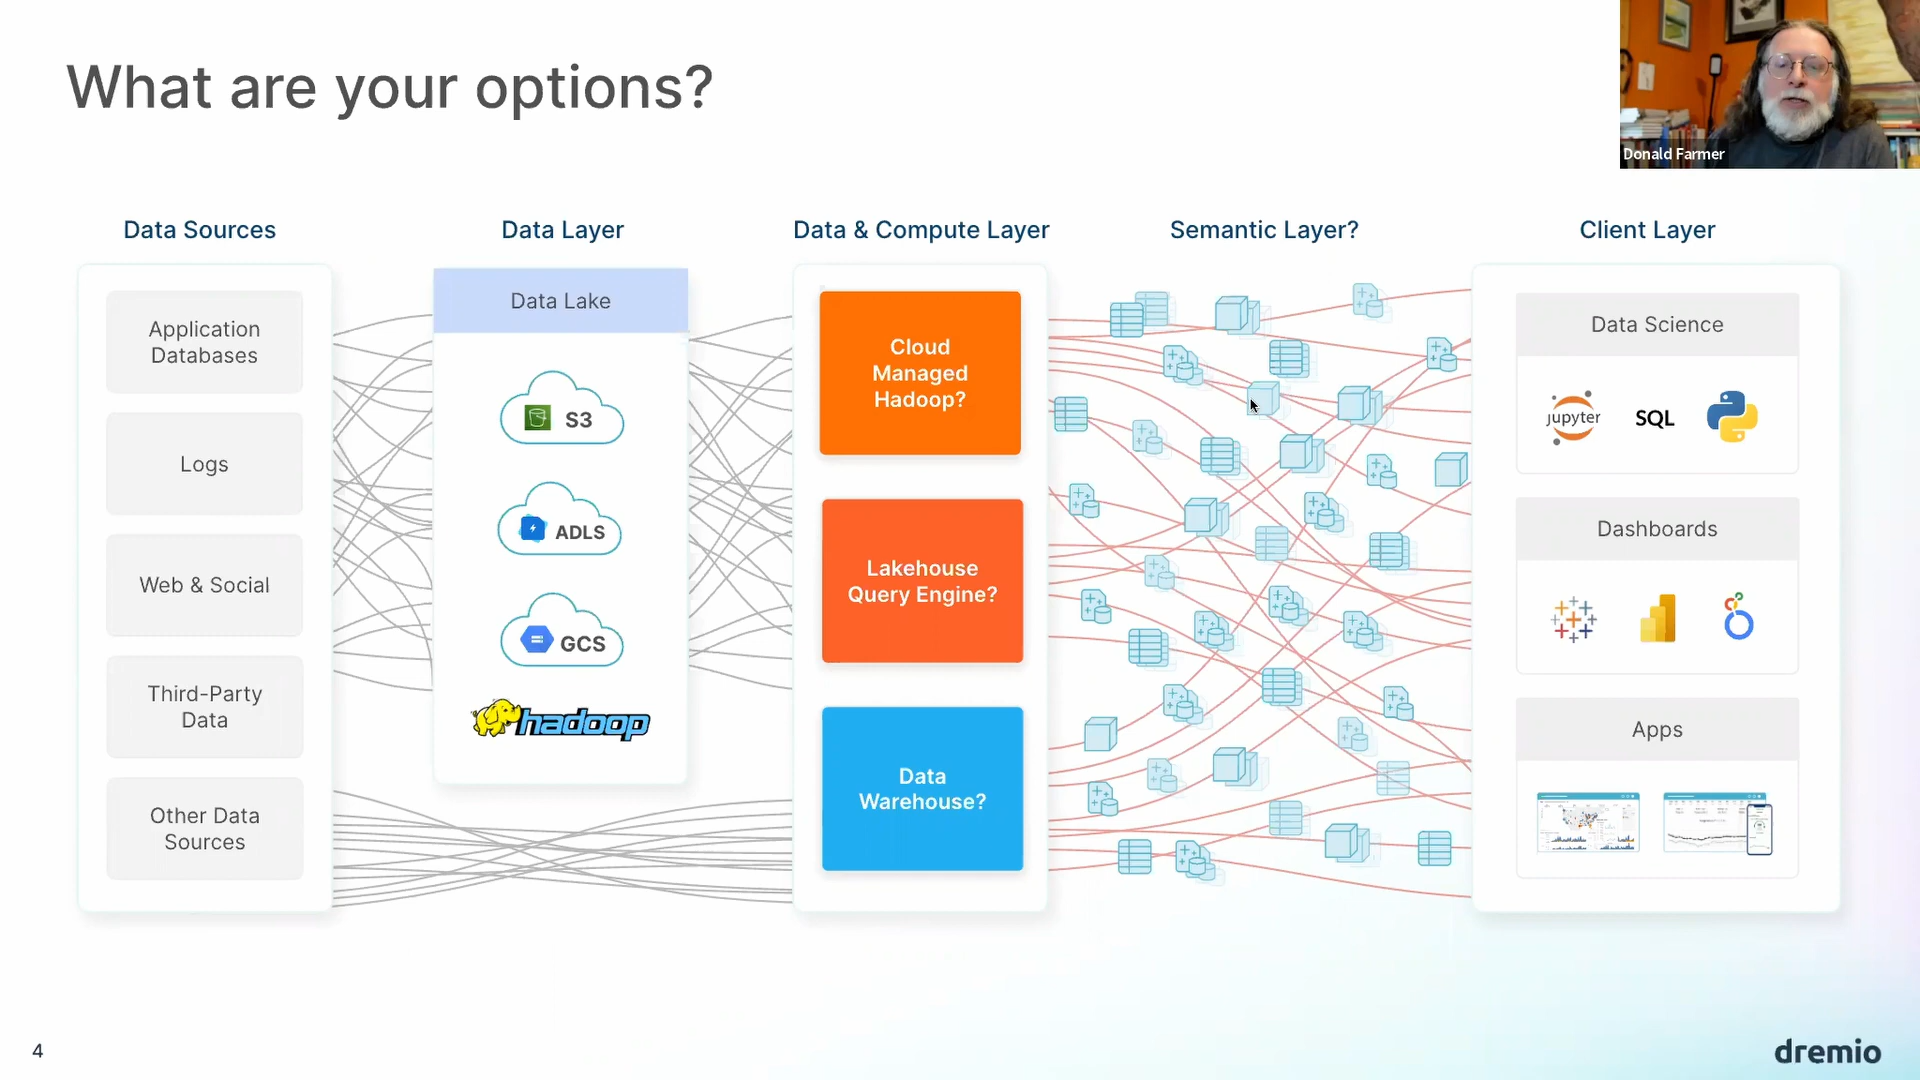 What are your options?
Donald Farmer
Data Sources
Data Layer
Data & Compute Layer
Semantic Layer?
Client Layer
Application
Databases
Logs
Web & Social
Third-Party
Data
Other Data
Sources
Data Lake
S3
ADLS
GCS
hadoop
Cloud
Managed
Hadoop?
Lakehouse
Query Engine?
Data
Warehouse?
Data Science
jupyter
SQL
Dashboards
Apps
4
dremio